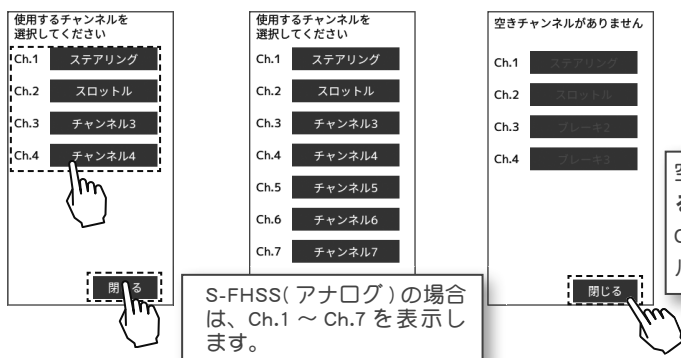 使用するチャンネルを
選択してください
Ch.1 ステアリング
Ch.2 スロットル
Ch.3 チャンネル3
Ch.4 チャンネル4
閉じる
使用するチャンネルを
選択してください
Ch.1 ステアリング
Ch.2 スロットル
Ch.3 チャンネル3
Ch.4 チャンネル4
Ch.5 チャンネル5
Ch.6 チャンネル6
Ch.7 チャンネル7
S-FHSS( アナログ ) の場合
は、Ch.1 ~ Ch.7 を表示し
ます。
空きチャンネルがありません
Ch.1 ステアリング
Ch.2 スロットル
Ch.3 ブレーキ2
Ch.4 ブレーキ3
閉じる